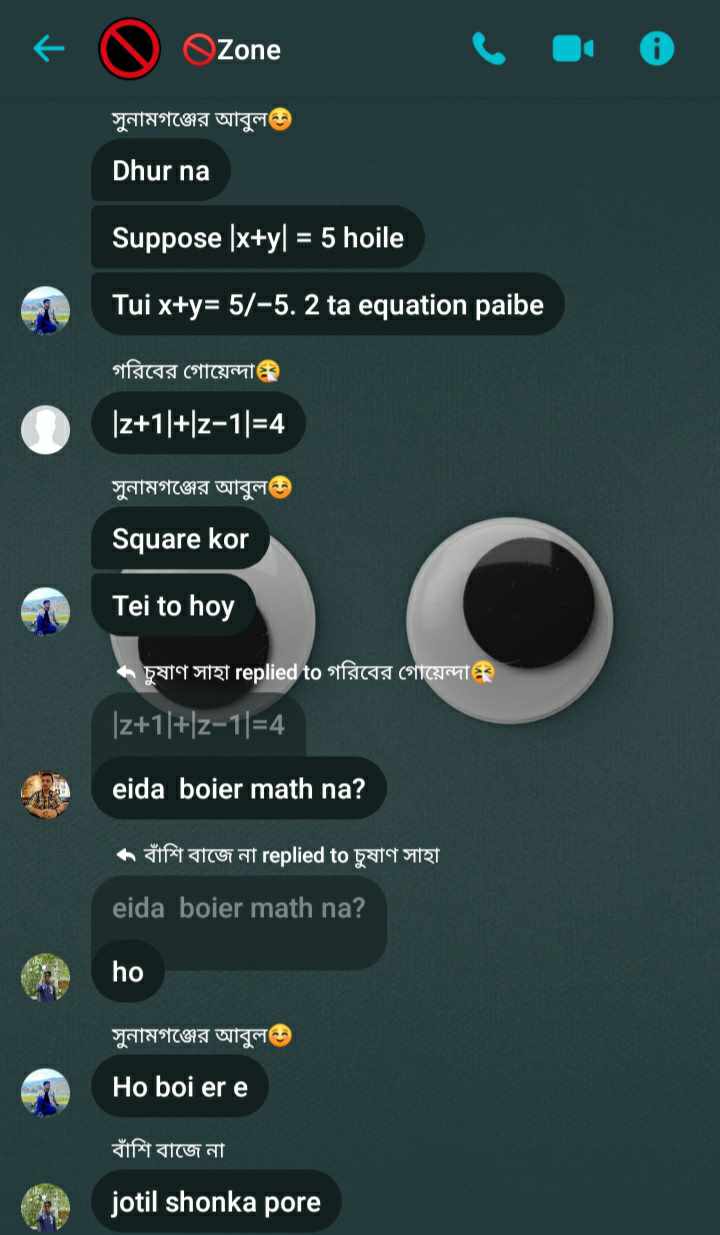 🚫Zone
সুনামগঞ্জের আবুল☺️
Dhur na
Suppose |x+y| = 5 hoile
Tui x+y= 5/−5. 2 ta equation paibe
গরিবের গোয়েন্দা😤
|z+1|+|z−1|=4
সুনামগঞ্জের আবুল☺️
Square kor
Tei to hoy
চুষাণ সাহা replied to গরিবের গোয়েন্দা😤
|z+1|+|z−1|=4
eida boier math na?
বাঁশি বাজে না replied to চুষাণ সাহা
eida boier math na?
ho
সুনামগঞ্জের আবুল☺️
Ho boi er e
বাঁশি বাজে না
jotil shonka pore